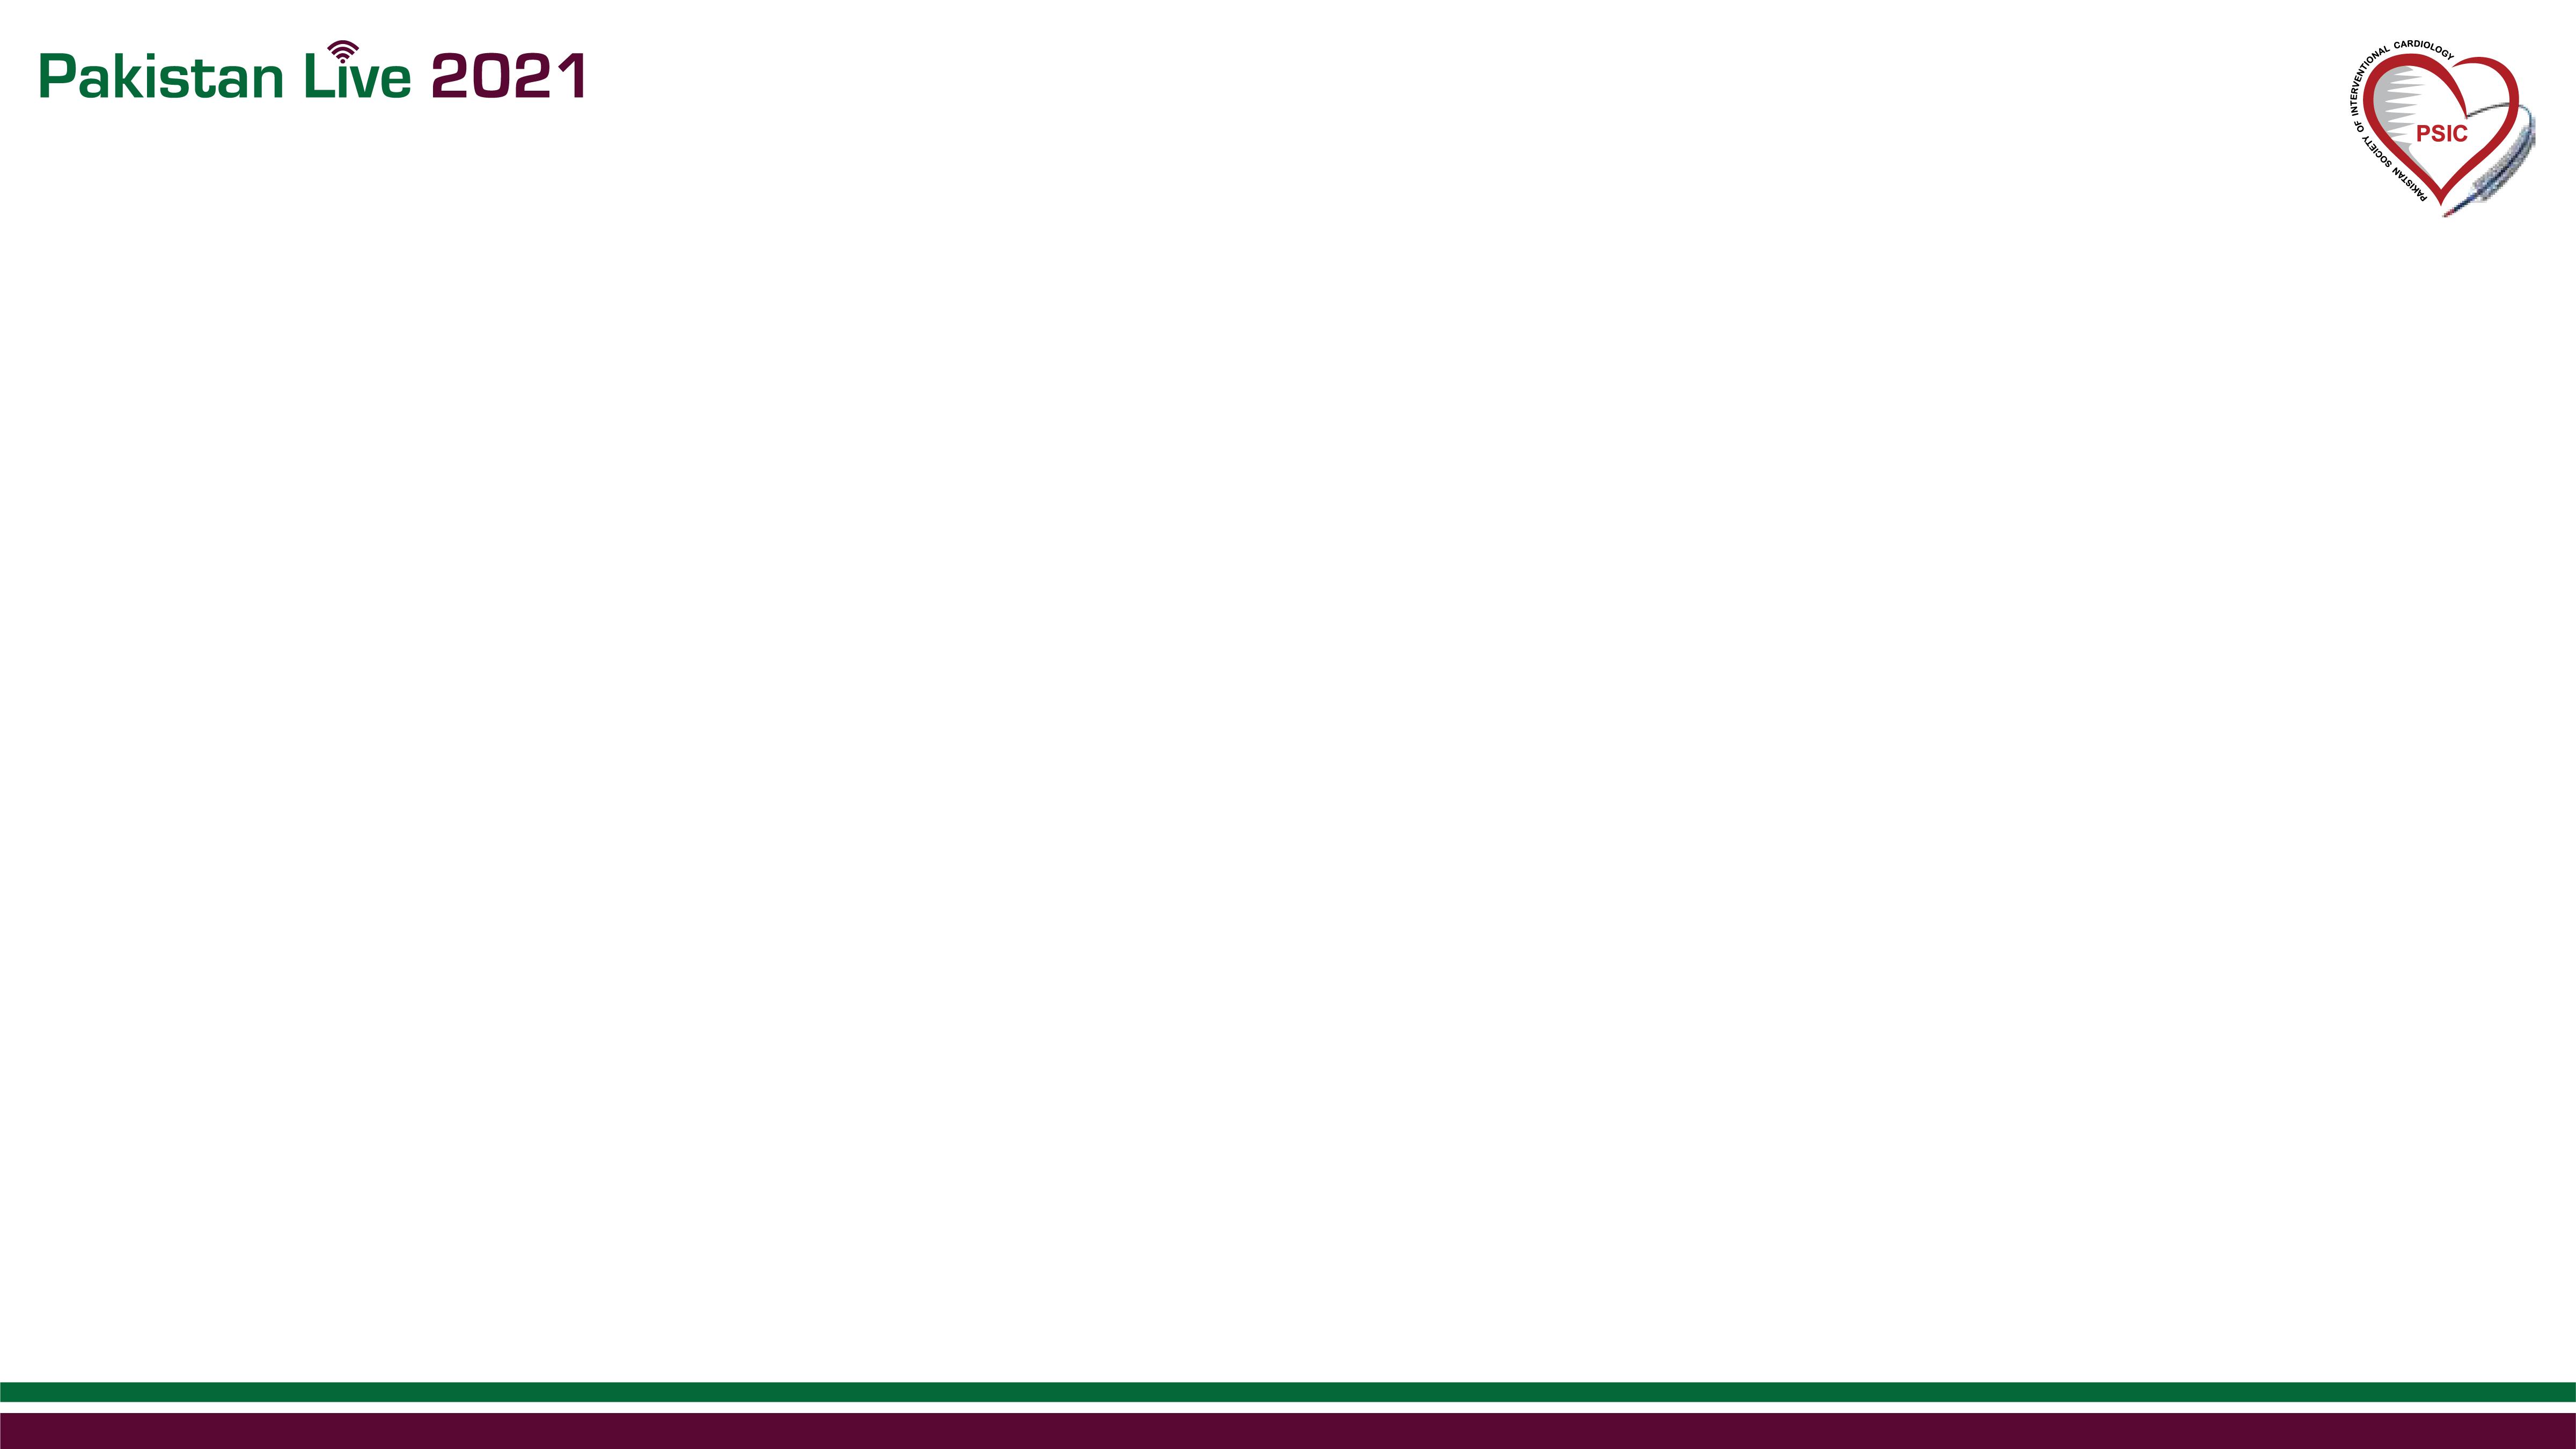 Pakistan Live 2021
PAKISTAN SOCIETY OF INTERVENTIONAL CARDIOLOGY
PSIC